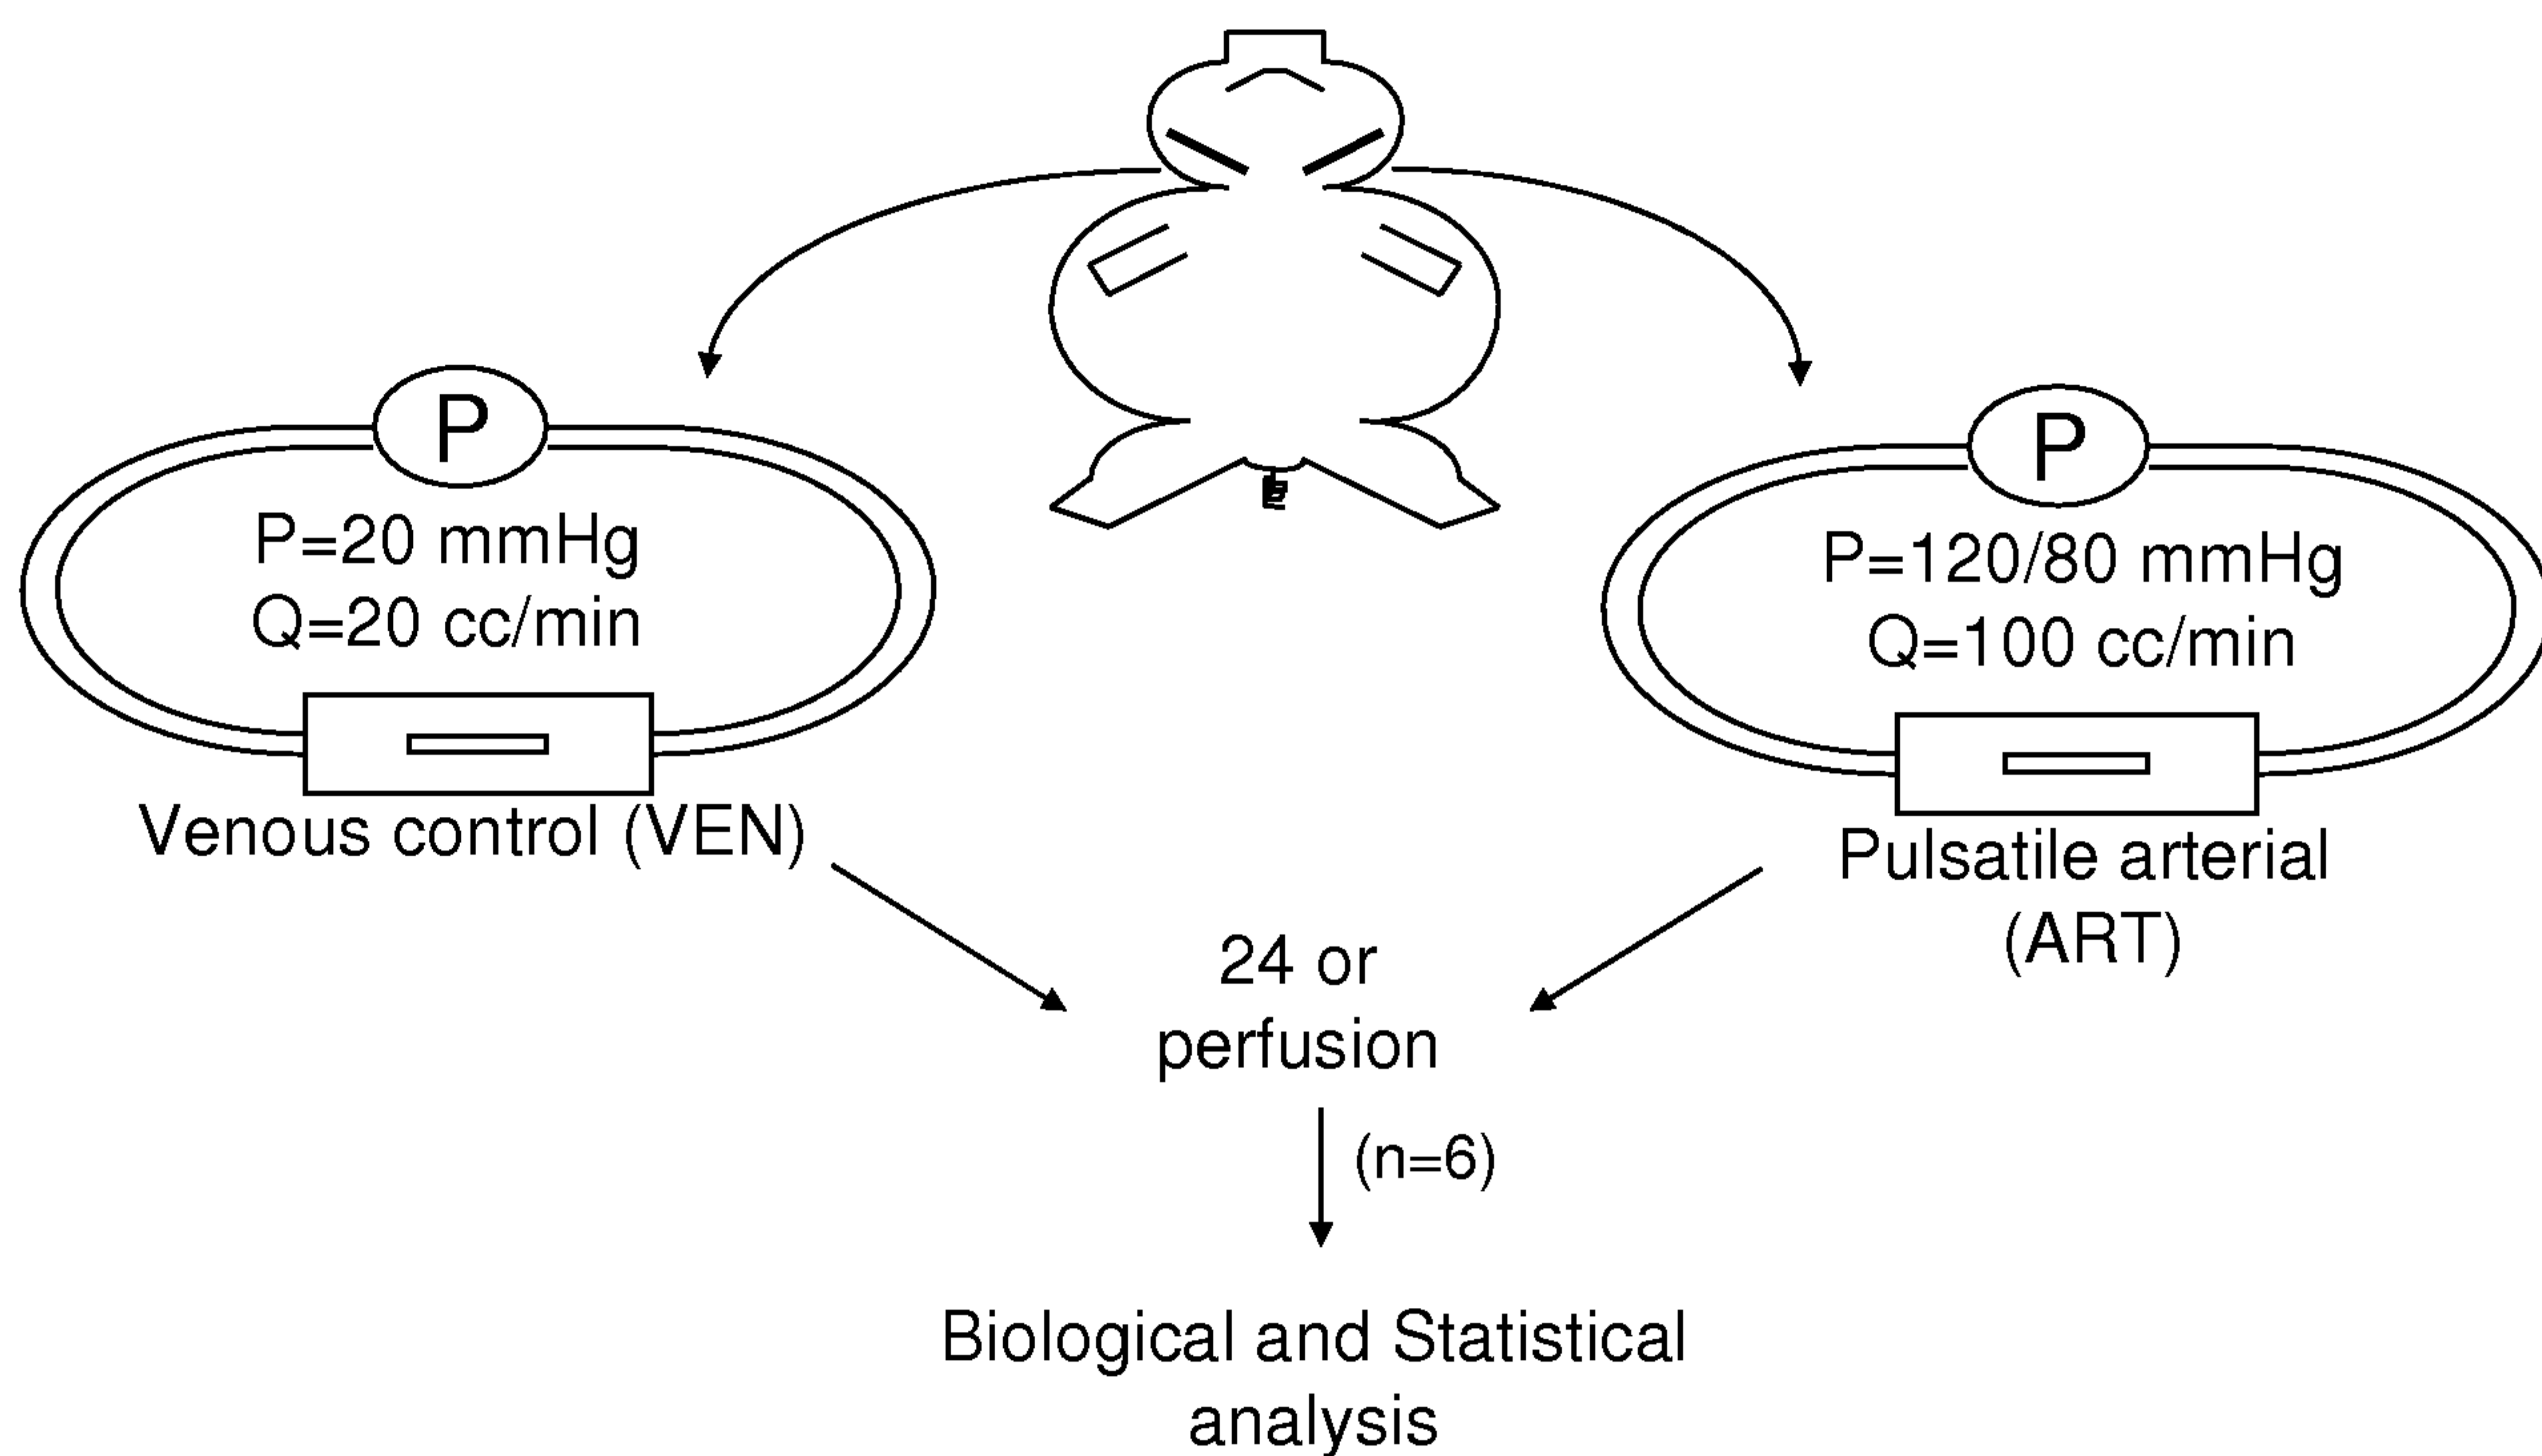 P
P=20 mmHg
Q=20 cc/min
Venous control (VEN)
P
P=120/80 mmHg
Q=100 cc/min
Pulsatile arterial
(ART)
24 or
perfusion
(n=6)
Biological and Statistical
analysis